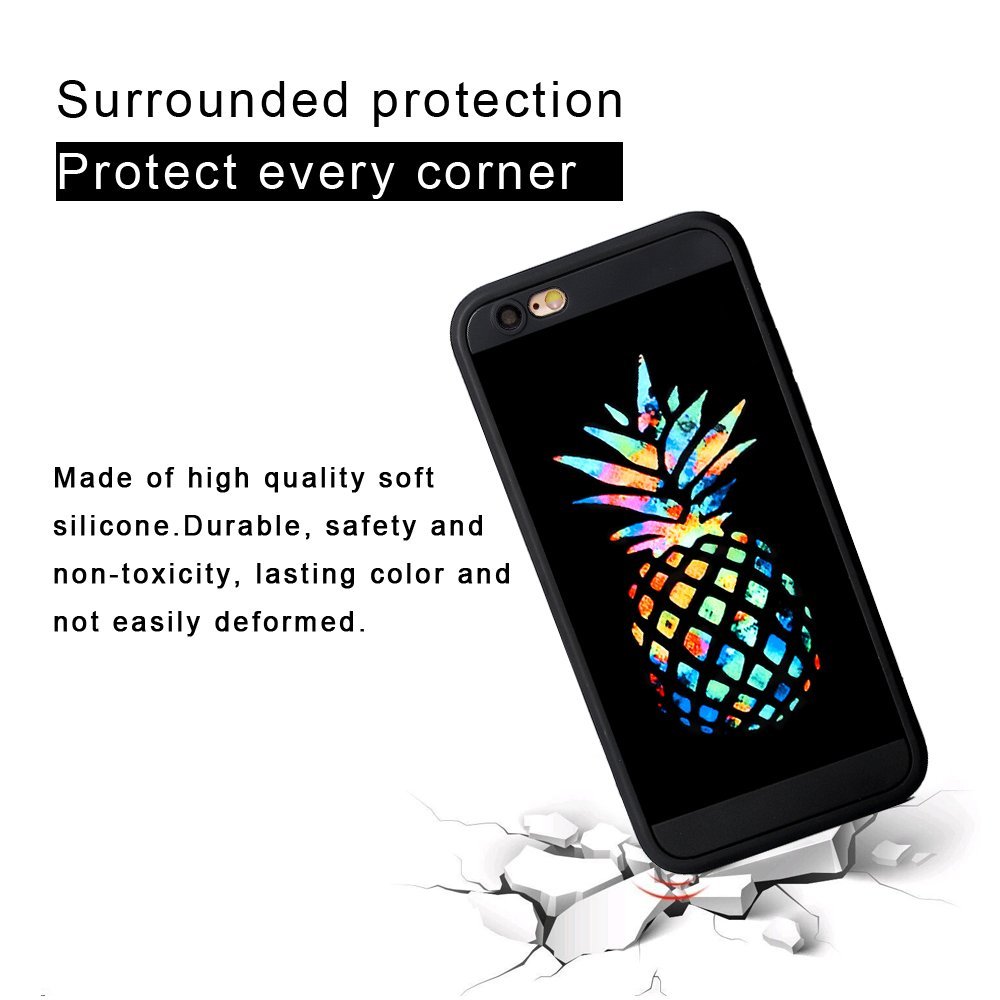 Surrounded protection
Protect every corner
Made of high quality soft
silicone.Durable, safety and
non-toxicity, lasting color and
not easily deformed.